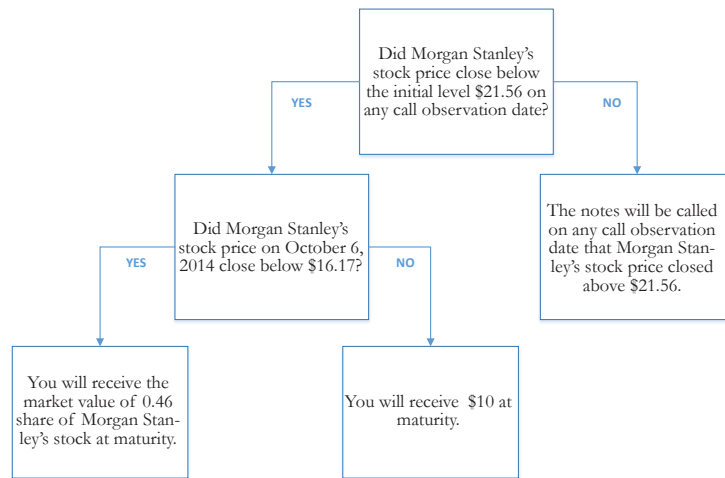 Did Morgan Stanley's
stock price close below
the initial level $21.56 on
any call observation date?
YES
NO
Did Morgan Stanley's
stock price on October 6,
2014 close below $16.17?
The notes will be called
on any call observation
date that Morgan Stan-
ley's stock price closed
above $21.56.
YES
NO
You will receive the
market value of 0.46
share of Morgan Stan-
ley's stock at maturity.
You will receive $10 at
maturity.